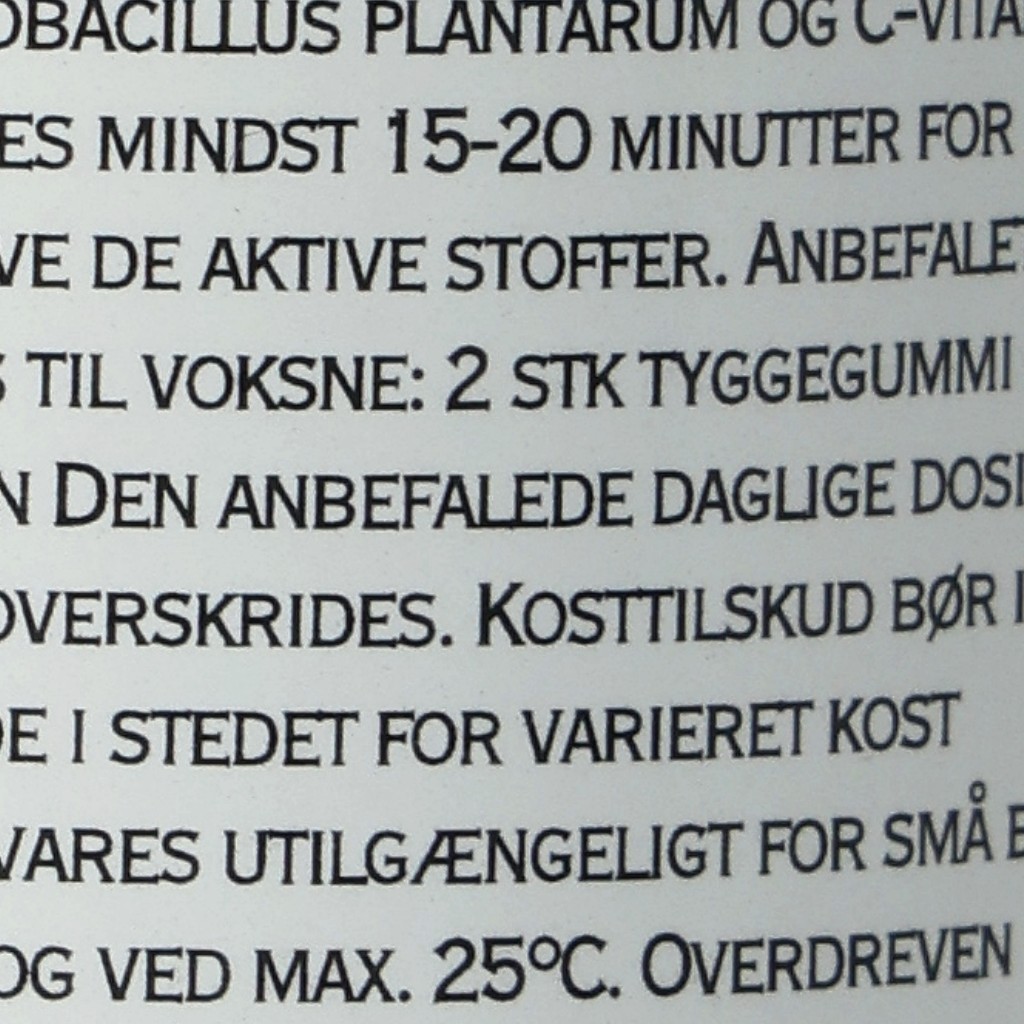 OBACILLUS PLANTARUM OG C-VITA
ES MINDST 15-20 MINUTTER FOR
VE DE AKTIVE STOFFER. ANBEFALET
S TIL VOKSNE: 2 STK TYGGEGUMMI
N DEN ANBEFALEDE DAGLIGE DOSI
OVERSKRIDES. KOSTTILSKUD BØR I
DE I STEDET FOR VARIERET KOST
VARES UTILGÆNGELIGT FOR SMÅ B
OG VED MAX. 25°C. OVERDREVEN